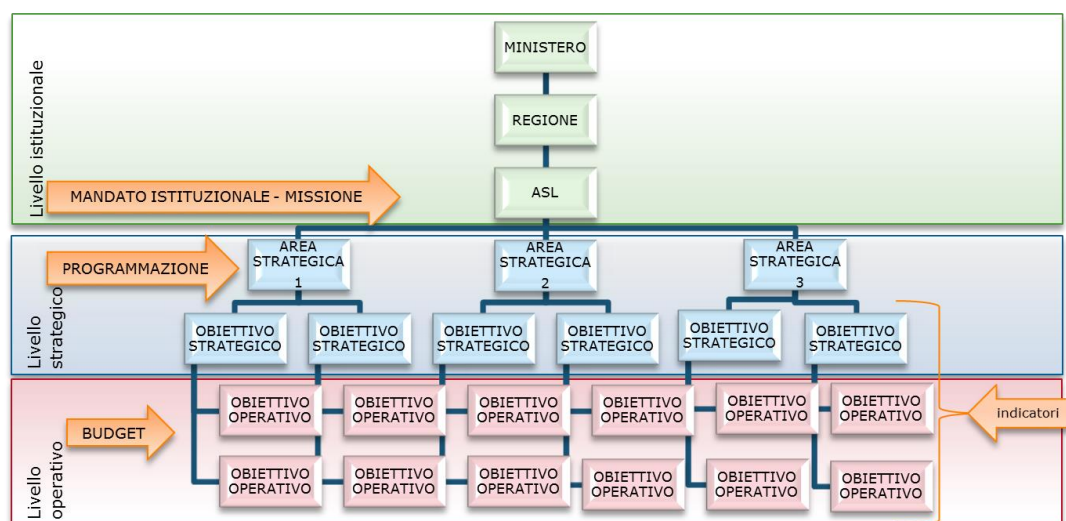 Livello istituzionale
MINISTERO
REGIONE
MANDATO ISTITUZIONALE - MISSIONE
ASL
Livello
strategico
PROGRAMMAZIONE
AREA
STRATEGICA
1
AREA
STRATEGICA
2
AREA
STRATEGICA
3
OBIETTIVO
STRATEGICO
OBIETTIVO
STRATEGICO
OBIETTIVO
STRATEGICO
OBIETTIVO
STRATEGICO
OBIETTIVO
STRATEGICO
OBIETTIVO
STRATEGICO
Livello
operativo
BUDGET
OBIETTIVO
OPERATIVO
OBIETTIVO
OPERATIVO
OBIETTIVO
OPERATIVO
OBIETTIVO
OPERATIVO
OBIETTIVO
OPERATIVO
OBIETTIVO
OPERATIVO
indicatori
OBIETTIVO
OPERATIVO
OBIETTIVO
OPERATIVO
OBIETTIVO
OPERATIVO
OBIETTIVO
OPERATIVO
OBIETTIVO
OPERATIVO
OBIETTIVO
OPERATIVO